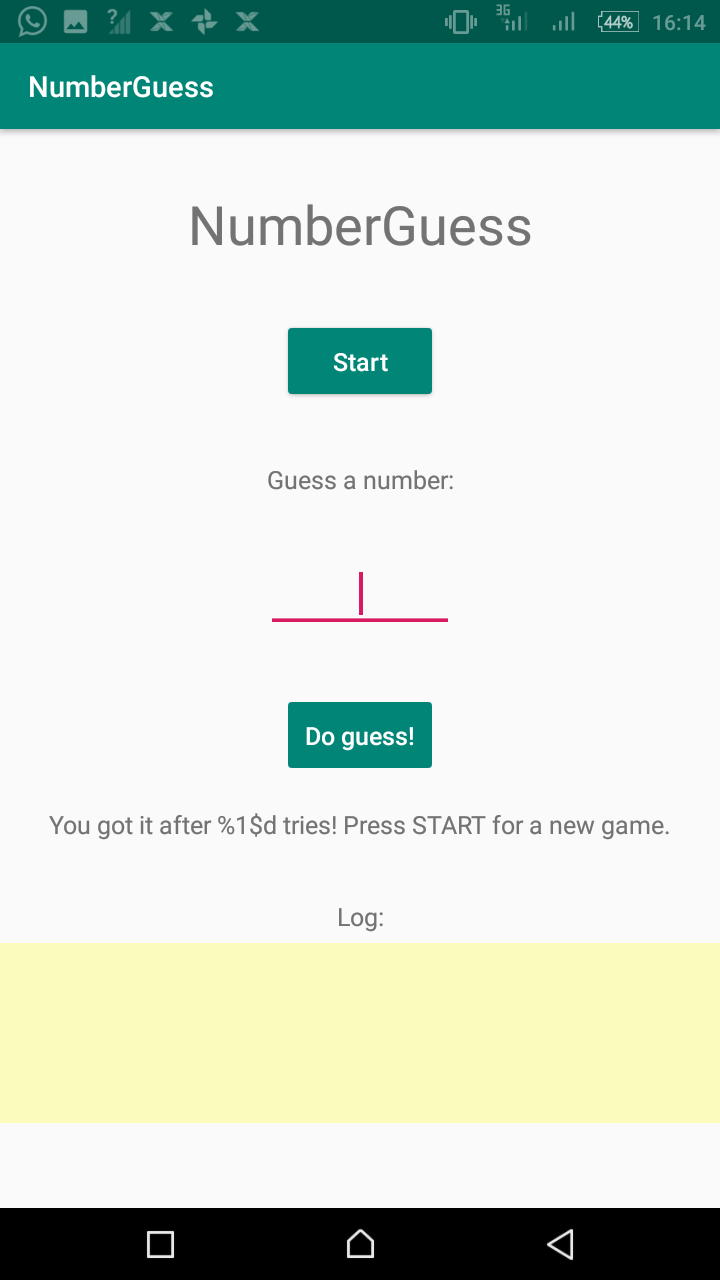 3G
44% 16:14
NumberGuess
NumberGuess
Start
Guess a number:
Do guess!
You got it after %1$d tries! Press START for a new game.
Log: